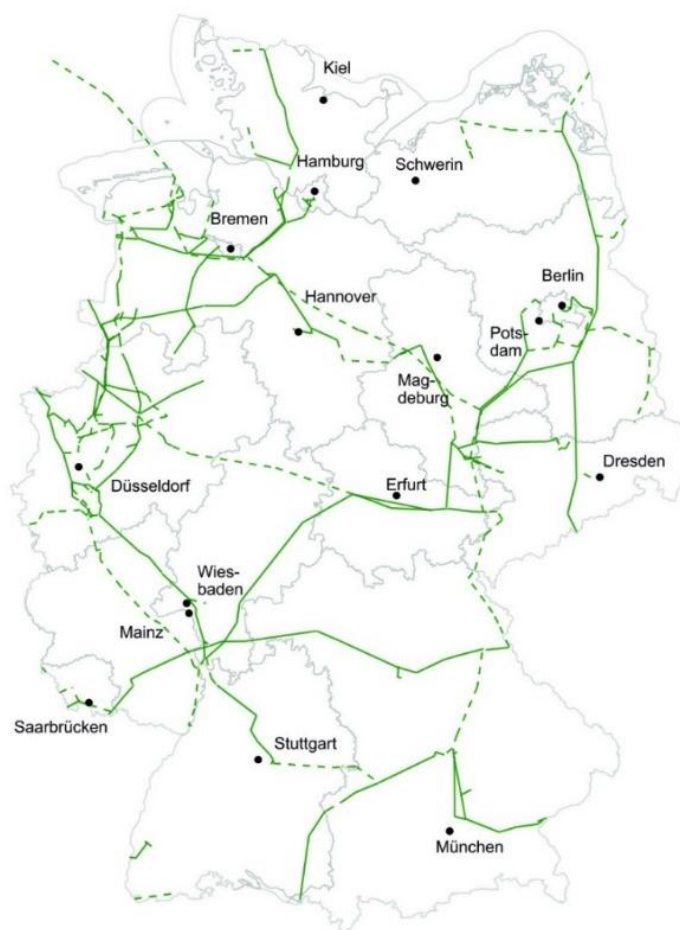 Kiel
Hamburg
Schwerin
Bremen
Berlin
Hannover
Pots-
dam
Mag-
deburg
Dresden
Düsseldorf
Erfurt
Wies-
baden
Mainz
Saarbrücken
Stuttgart
München